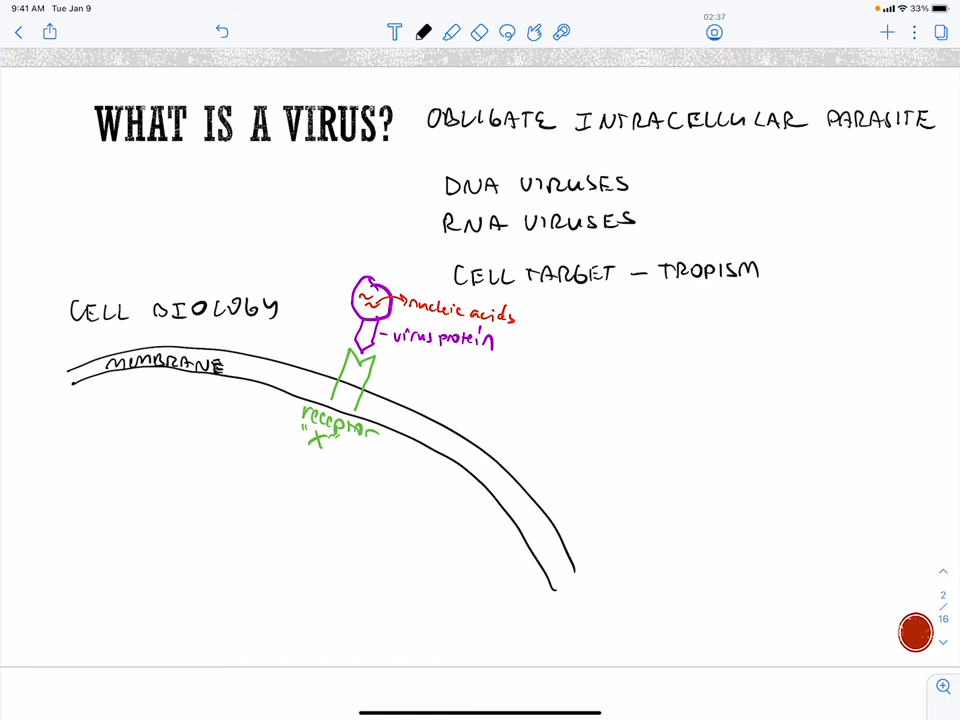 9:41 AM Tue Jan 9
02:37
33%
WHAT IS A VIRUS?
OBLIGATE INTRACELLULAR PARASITE
DNA VIRUSES
RNA VIRUSES
CELL TARGET – TROPISM
CELL BIOLOGY
nucleic acids
virus protein
MEMBRANE
receptor
"X"
2
/
16